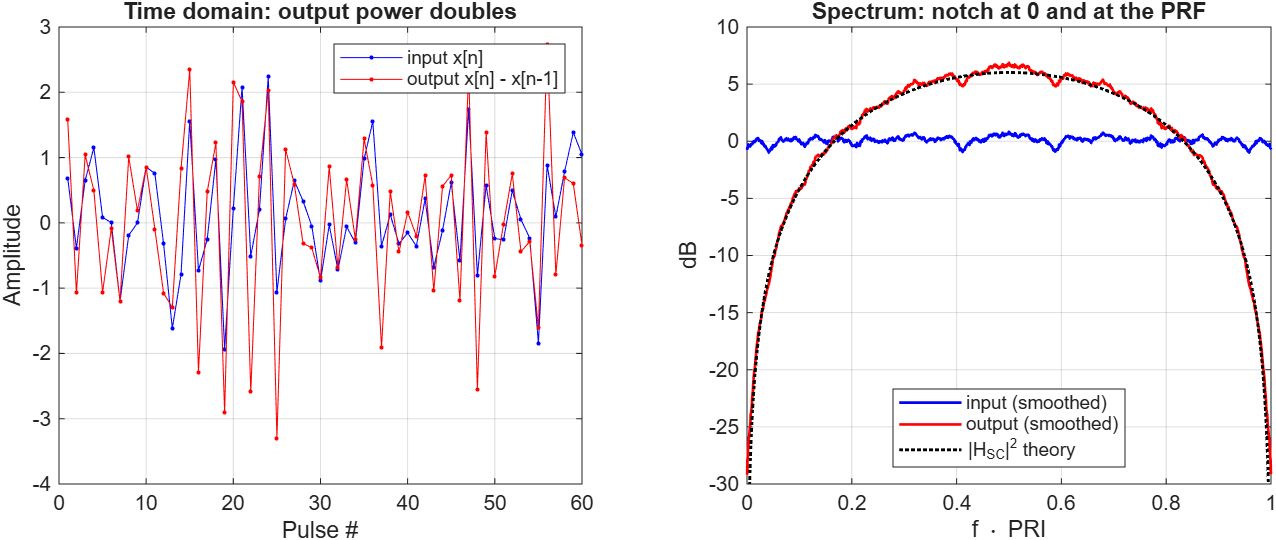 Time domain: output power doubles
3
2
1
0
-1
-2
-3
-4
Amplitude
input x[n]
output x[n] - x[n-1]
0
10
20
30
40
50
60
Pulse #
Spectrum: notch at 0 and at the PRF
10
5
0
-5
-10
-15
-20
-25
-30
dB
input (smoothed)
output (smoothed)
|H_SC|² theory
0
0.2
0.4
0.6
0.8
1
f · PRI